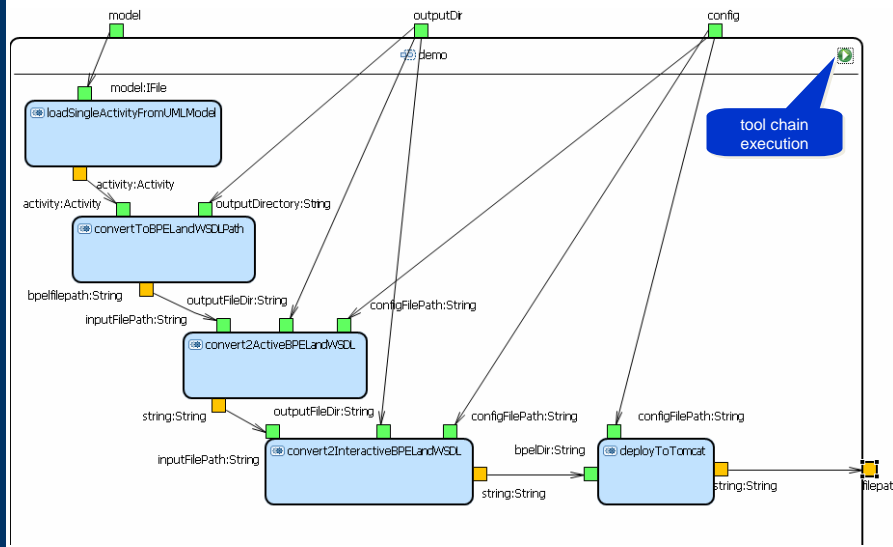 model
outputDir
config
demo
model:IFile
loadSingleActivityFromUMLModel
tool chain
execution
activity:Activity
activity:Activity
outputDirectory:String
convertToBPELandWSDLPath
bpelfilepath:String
outputFileDir:String
configFilePath:String
inputFilePath:String
convert2ActiveBPELandWSDL
string:String
outputFileDir:String
configFilePath:String
configFilePath:String
inputFilePath:String
convert2InteractiveBPELandWSDL
bpelDir:String
deployToTomcat
string:String
string:String
filepat